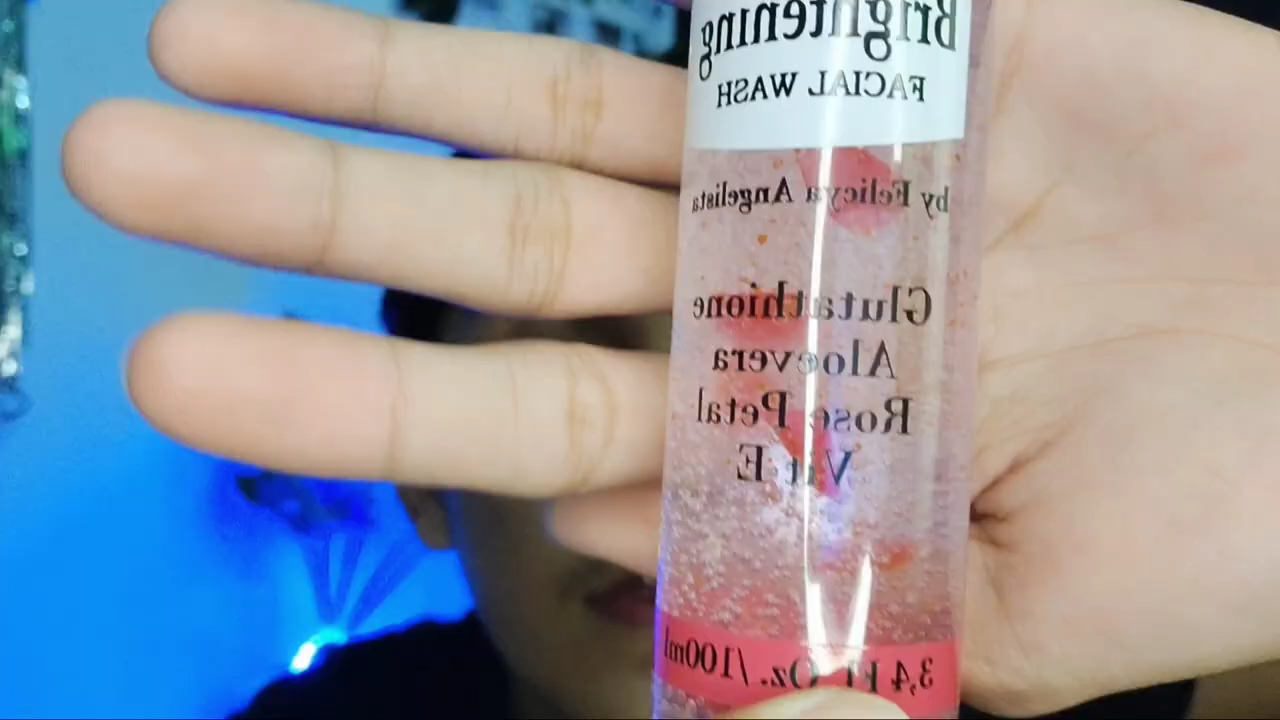 Brightening
FACIAL WASH
by Felicya Angelista
Glutathione
Aloevera
Rose Petal
Vit E
3,4 Fl Oz. /100ml